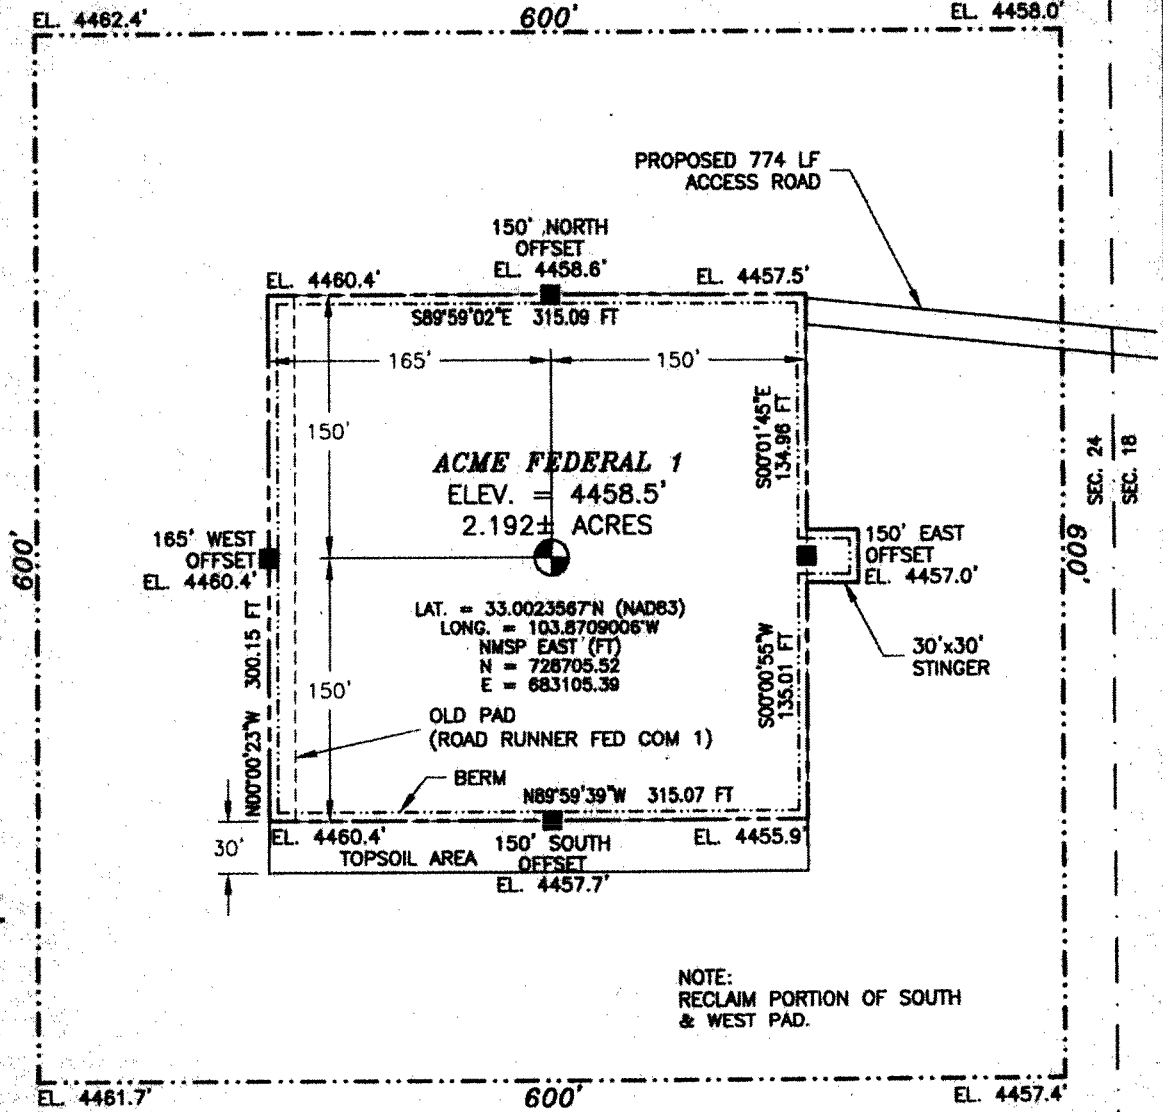 EL. 4462.4'
600'
EL. 4458.0'
PROPOSED 774 LF
ACCESS ROAD
150' NORTH
OFFSET
EL. 4458.6'
EL. 4460.4'
EL. 4457.5'
S89°59'02"E 315.09 FT
165'
150'
150'
S00°01'45"E
134.96 FT
SEC. 24
SEC. 18
ACME FEDERAL 1
ELEV. = 4458.5'
2.192± ACRES
600'
165' WEST
OFFSET
EL. 4460.4'
150' EAST
OFFSET
EL. 4457.0'
600'
LAT. = 33.0023567°N (NAD83)
LONG. = 103.8709006°W
NMSP EAST (FT)
N = 728705.52
E = 683105.39
30'x30'
STINGER
N00°00'23"W 300.15 FT
150'
S00°00'55"W
135.01 FT
OLD PAD
(ROAD RUNNER FED COM 1)
BERM
N89°59'39"W 315.07 FT
30'
EL. 4460.4'
150' SOUTH
OFFSET
EL. 4457.7'
EL. 4455.9'
TOPSOIL AREA
NOTE:
RECLAIM PORTION OF SOUTH
& WEST PAD.
EL. 4461.7'
600'
EL. 4457.4'